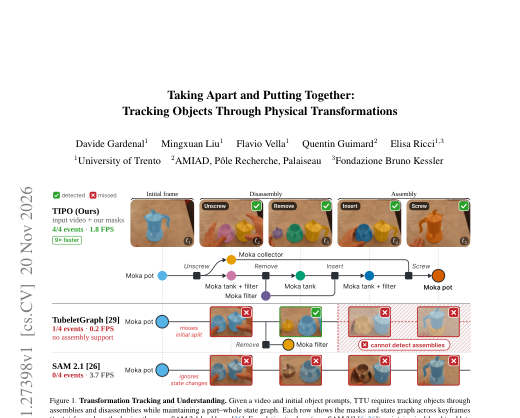 Taking Apart and Putting Together:
Tracking Objects Through Physical Transformations
Davide Gardenal¹ Mingxuan Liu¹ Flavio Vella¹ Quentin Guimard² Elisa Ricci¹,³
¹University of Trento ²AMIAD, Pôle Recherche, Palaiseau ³Fondazione Bruno Kessler
.27398v1 [cs.CV] 20 Nov 2026
detected missed
Initial frame Disassembly Assembly
TIPO (Ours)
input video + our masks
4/4 events · 1.8 FPS
9× faster
Unscrew Remove Insert Screw
Moka collector
Unscrew Remove Insert Screw
Moka pot
Moka tank + filter Moka tank Moka tank + filter Moka pot
Moka filter
TubeletGraph [29]
1/4 events · 0.2 FPS
no assembly support
Moka pot
misses
initial split
Remove Moka filter
cannot detect assemblies
SAM 2.1 [26]
0/4 events · 3.7 FPS
Moka pot
ignores
state changes
Figure 1. Transformation Tracking and Understanding. Given a video and initial object prompts, TTU requires tracking objects through
assemblies and disassemblies while maintaining a part–whole state graph. Each row shows the masks and state graph across keyframes